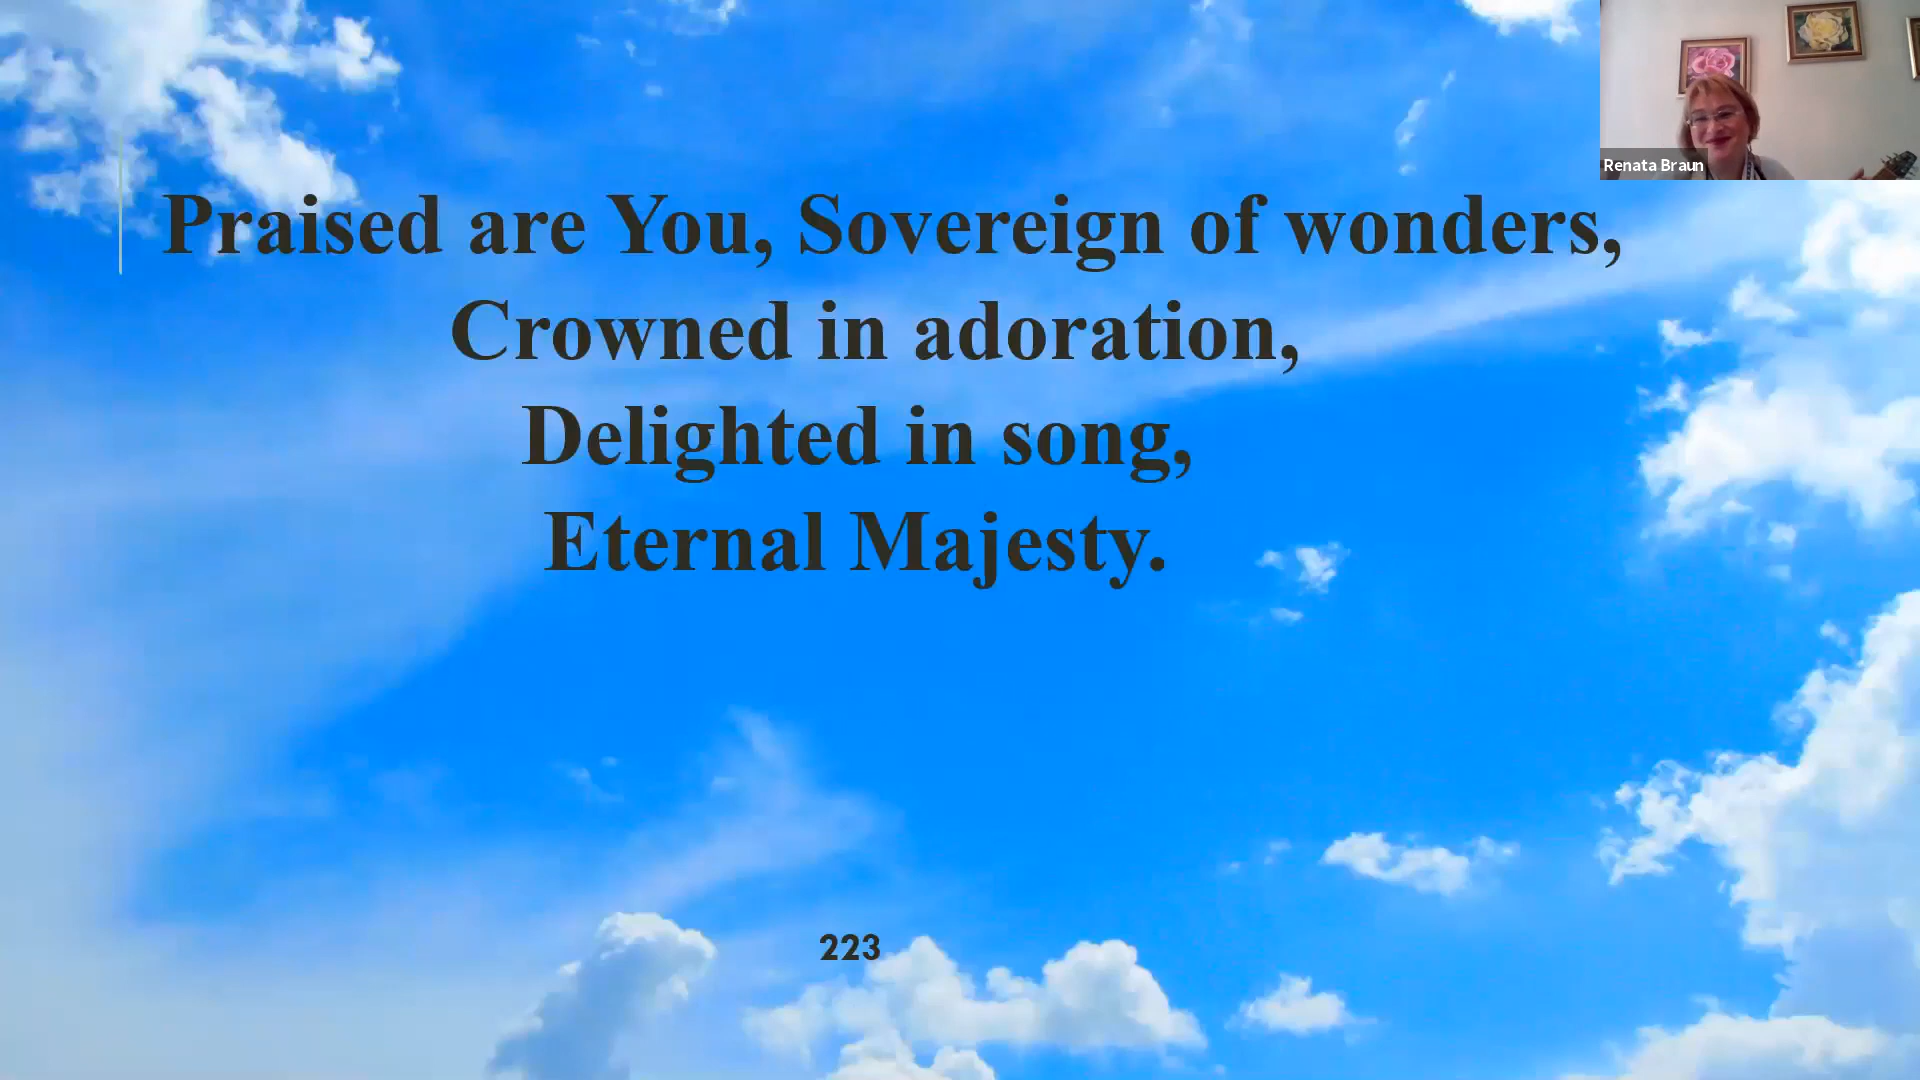 Renata Braun
Praised are You, Sovereign of wonders,
Crowned in adoration,
Delighted in song,
Eternal Majesty.
223